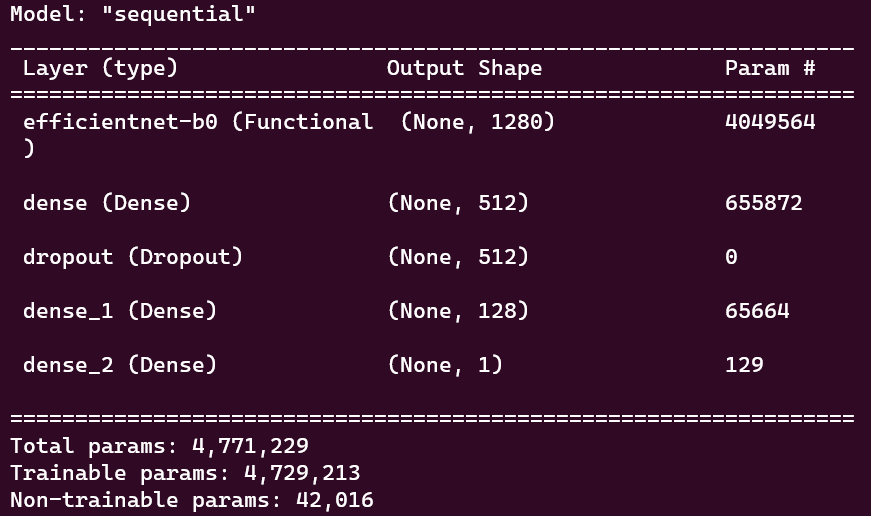 Model: "sequential"
_________________________________________________________________
Layer (type) Output Shape Param #
=================================================================
efficientnet-b0 (Functional (None, 1280) 4049564
)
dense (Dense) (None, 512) 655872
dropout (Dropout) (None, 512) 0
dense_1 (Dense) (None, 128) 65664
dense_2 (Dense) (None, 1) 129
=================================================================
Total params: 4,771,229
Trainable params: 4,729,213
Non-trainable params: 42,016